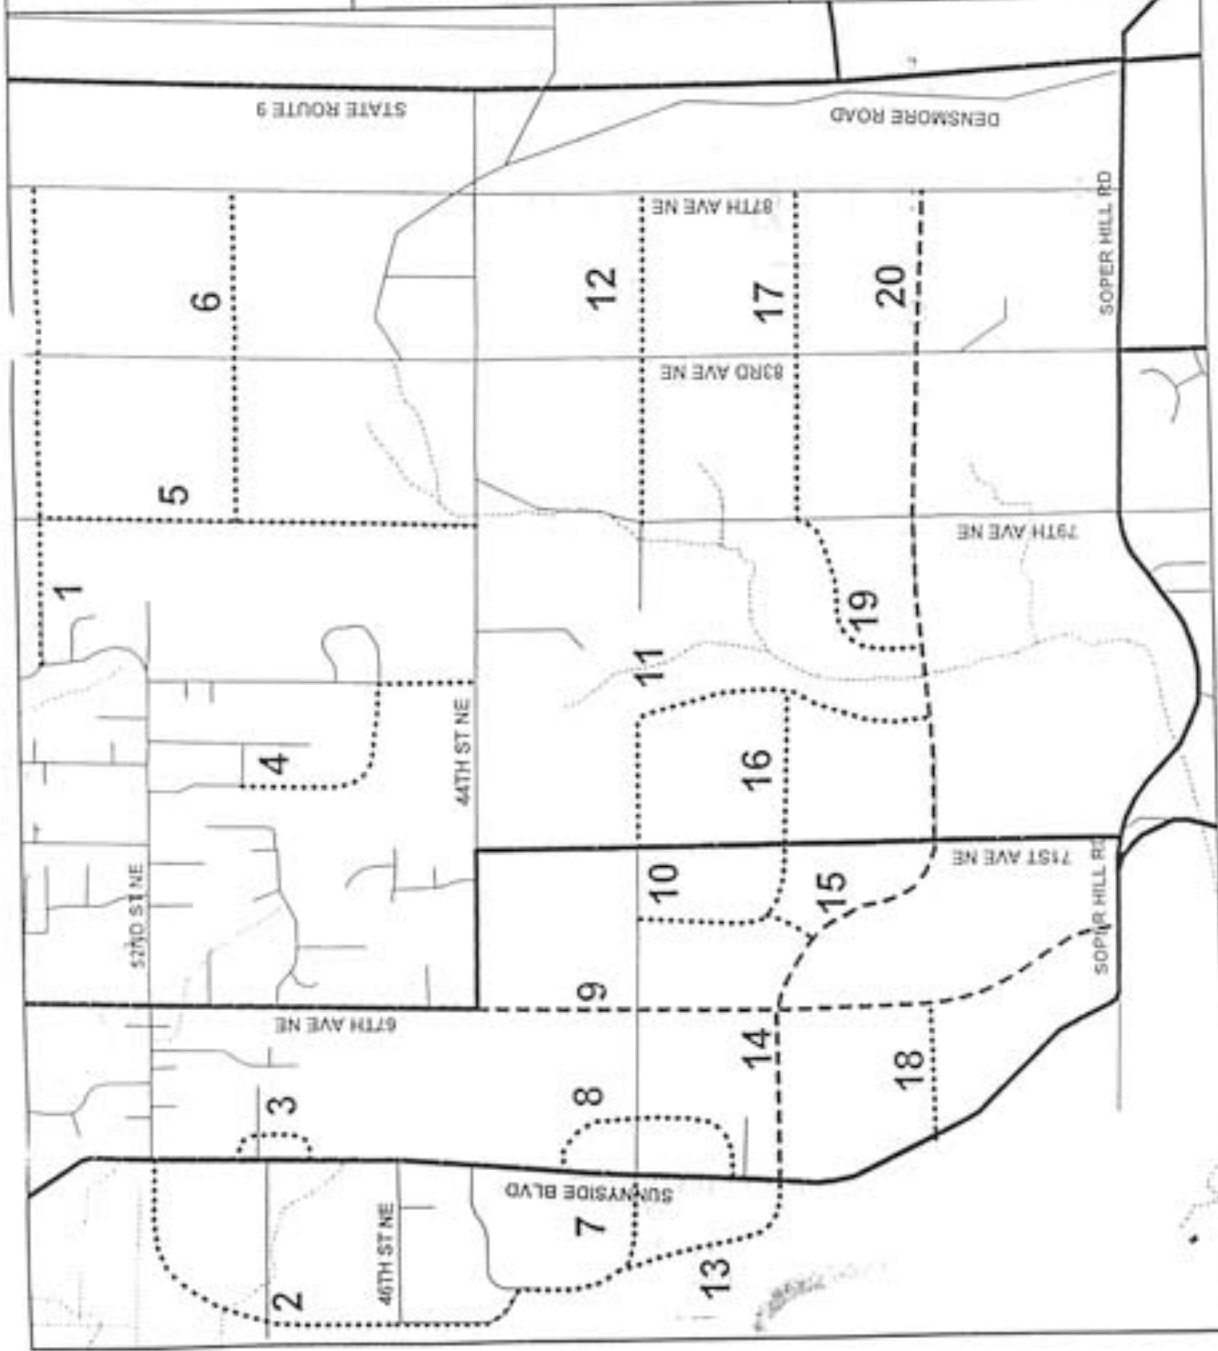 STATE ROUTE 9
DENSMORE ROAD
87TH AVE NE
SOPER HILL RD
6
12
17
20
83RD AVE NE
5
79TH AVE NE
1
19
11
44TH ST NE
4
16
52ND ST NE
10
15
71ST AVE NE
SOPER HILL RD
9
67TH AVE NE
14
18
3
8
SUNNYSIDE BLVD
7
46TH ST NE
2
13